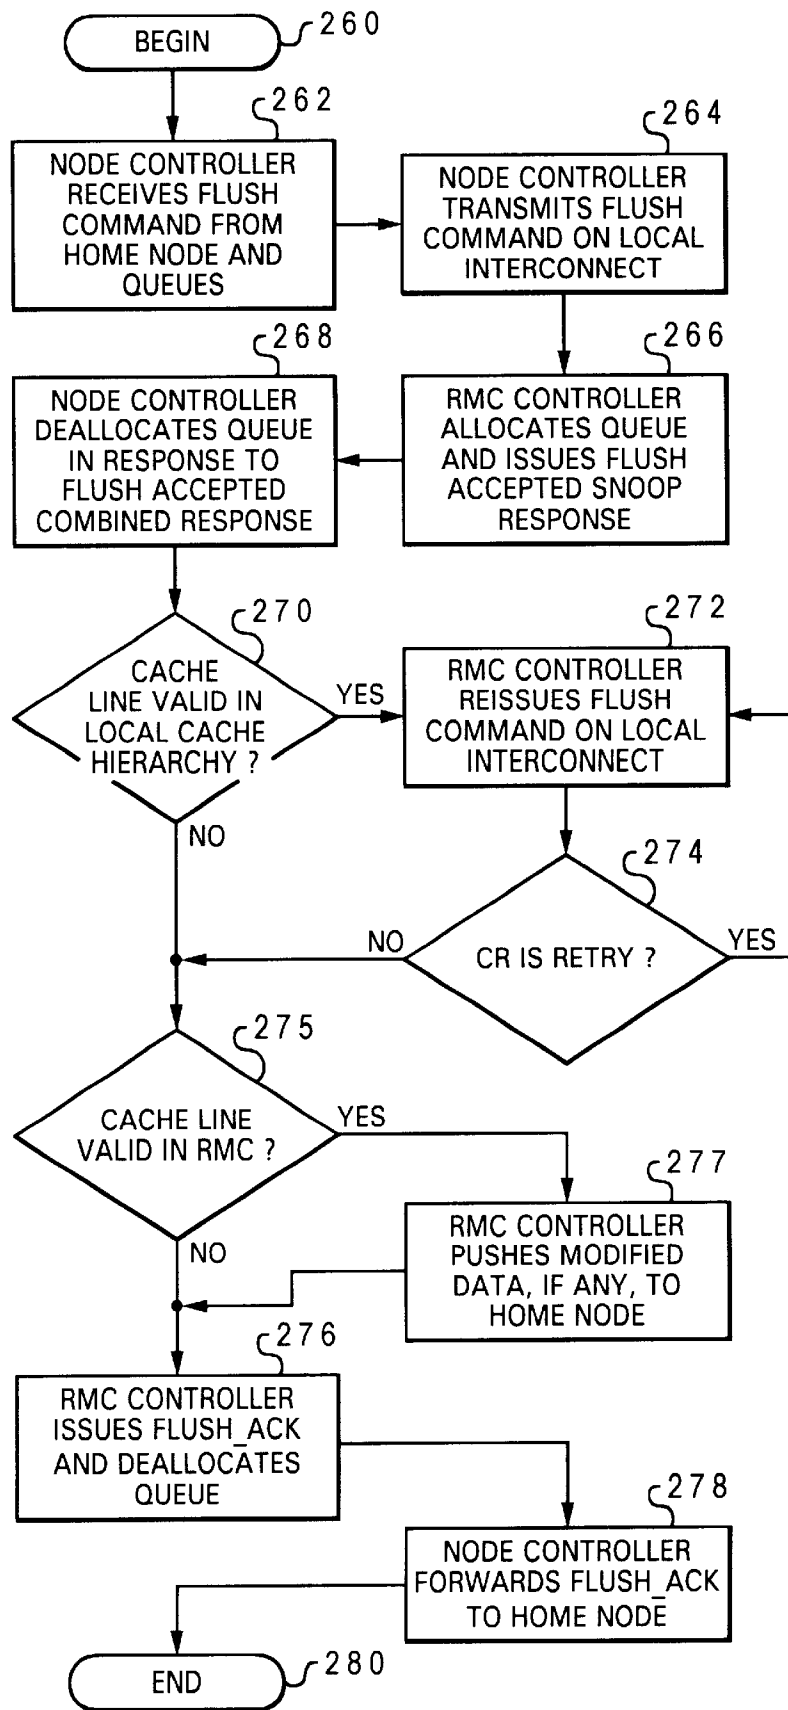 BEGIN
260
262
NODE CONTROLLER
RECEIVES FLUSH
COMMAND FROM
HOME NODE AND
QUEUES
264
NODE CONTROLLER
TRANSMITS FLUSH
COMMAND ON LOCAL
INTERCONNECT
266
RMC CONTROLLER
ALLOCATES QUEUE
AND ISSUES FLUSH
ACCEPTED SNOOP
RESPONSE
268
NODE CONTROLLER
DEALLOCATES QUEUE
IN RESPONSE TO
FLUSH ACCEPTED
COMBINED RESPONSE
270
CACHE
LINE VALID IN
LOCAL CACHE
HIERARCHY ?
YES
NO
272
RMC CONTROLLER
REISSUES FLUSH
COMMAND ON LOCAL
INTERCONNECT
274
CR IS RETRY ?
NO
YES
275
CACHE LINE
VALID IN RMC ?
YES
NO
277
RMC CONTROLLER
PUSHES MODIFIED
DATA, IF ANY, TO
HOME NODE
276
RMC CONTROLLER
ISSUES FLUSH_ACK
AND DEALLOCATES
QUEUE
278
NODE CONTROLLER
FORWARDS FLUSH_ACK
TO HOME NODE
END
280